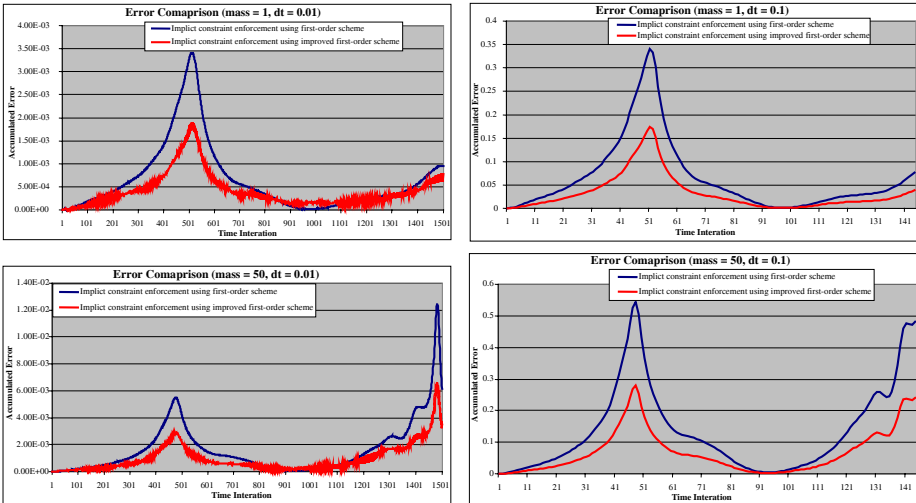 Error Comaprison (mass = 1, dt = 0.01)
Implict constraint enforcement using first-order scheme
Implict constraint enforcement using improved first-order scheme
Accumulated Error
4.00E-03
3.50E-03
3.00E-03
2.50E-03
2.00E-03
1.50E-03
1.00E-03
5.00E-04
0.00E+00
1 101 201 301 401 501 601 701 801 901 1001 1101 1201 1301 1401 1501
Time Interation
Error Comaprison (mass = 1, dt = 0.1)
Implict constraint enforcement using first-order scheme
Implict constraint enforcement using improved first-order scheme
Accumulated Error
0.4
0.35
0.3
0.25
0.2
0.15
0.1
0.05
0
1 11 21 31 41 51 61 71 81 91 101 111 121 131 141
Time Interation
Error Comaprison (mass = 50, dt = 0.01)
Implict constraint enforcement using first-order scheme
Implict constraint enforcement using improved first-order scheme
Accumulated Error
1.40E-02
1.20E-02
1.00E-02
8.00E-03
6.00E-03
4.00E-03
2.00E-03
0.00E+00
1 101 201 301 401 501 601 701 801 901 1001 1101 1201 1301 1401 1501
Time Interation
Error Comaprison (mass = 50, dt = 0.1)
Implict constraint enforcement using first-order scheme
Implict constraint enforcement using improved first-order scheme
Accumulated Error
0.6
0.5
0.4
0.3
0.2
0.1
0
1 11 21 31 41 51 61 71 81 91 101 111 121 131 141
Time Interation